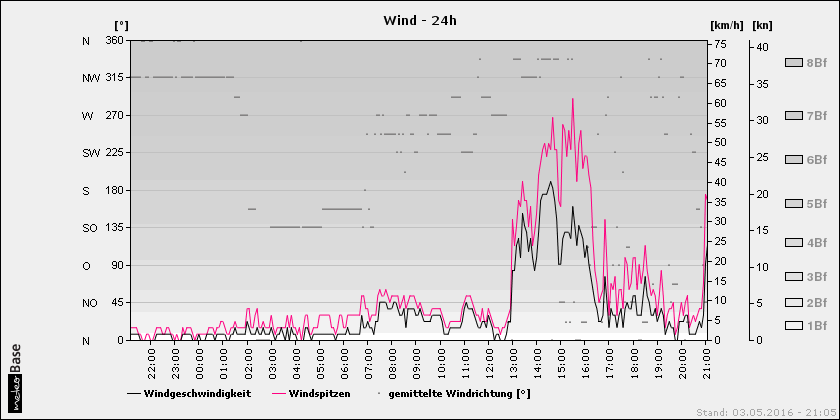 Wind - 24h
[°] [km/h] [kn]
N 360 75 40
NW 315 70 35 8Bf
W 270 65 30 7Bf
SW 225 60 25 6Bf
S 180 55 20 5Bf
SO 135 50 15 4Bf
O 90 45 10 3Bf
NO 45 40 5 2Bf
N 0 35 0 1Bf
30
25
20
15
10
5
0
22:00 23:00 00:00 01:00 02:00 03:00 04:00 05:00 06:00 07:00 08:00 09:00 10:00 11:00 12:00 13:00 14:00 15:00 16:00 17:00 18:00 19:00 20:00 21:00
Windgeschwindigkeit Windspitzen gemittelte Windrichtung [°]
meteoBase
Stand: 03.05.2016 - 21:05